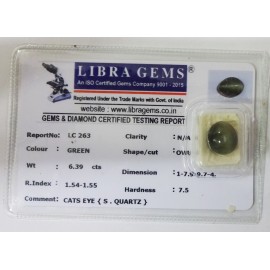 LIBRA GEMS
An ISO Certified Gems Company 9001 - 2015
Registered Under the Trade Marks with Govt. of India
website : www.libragems.co.in
GEMS & DIAMOND CERTIFIED TESTING REPORT
ReportNo: LC 263 Clarity N/A
Colour : GREEN Shape/cut
Wt : 6.39 cts Dimension
R.Index : 1.54-1.55 Hardness : 7.5
Comment : CATS EYE ( S . QUARTZ )